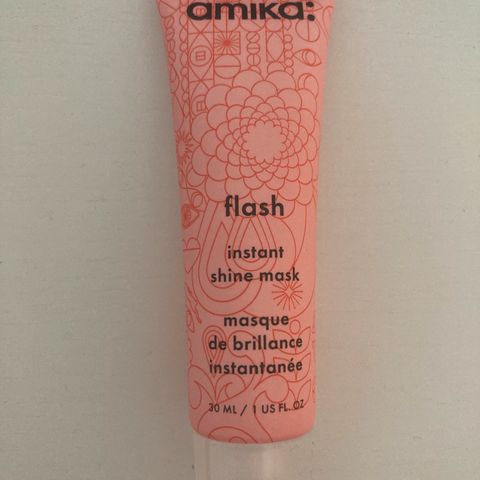 amika:
flash
instant
shine mask
masque
de brillance
instantanée
30 ML / 1 US FL. OZ